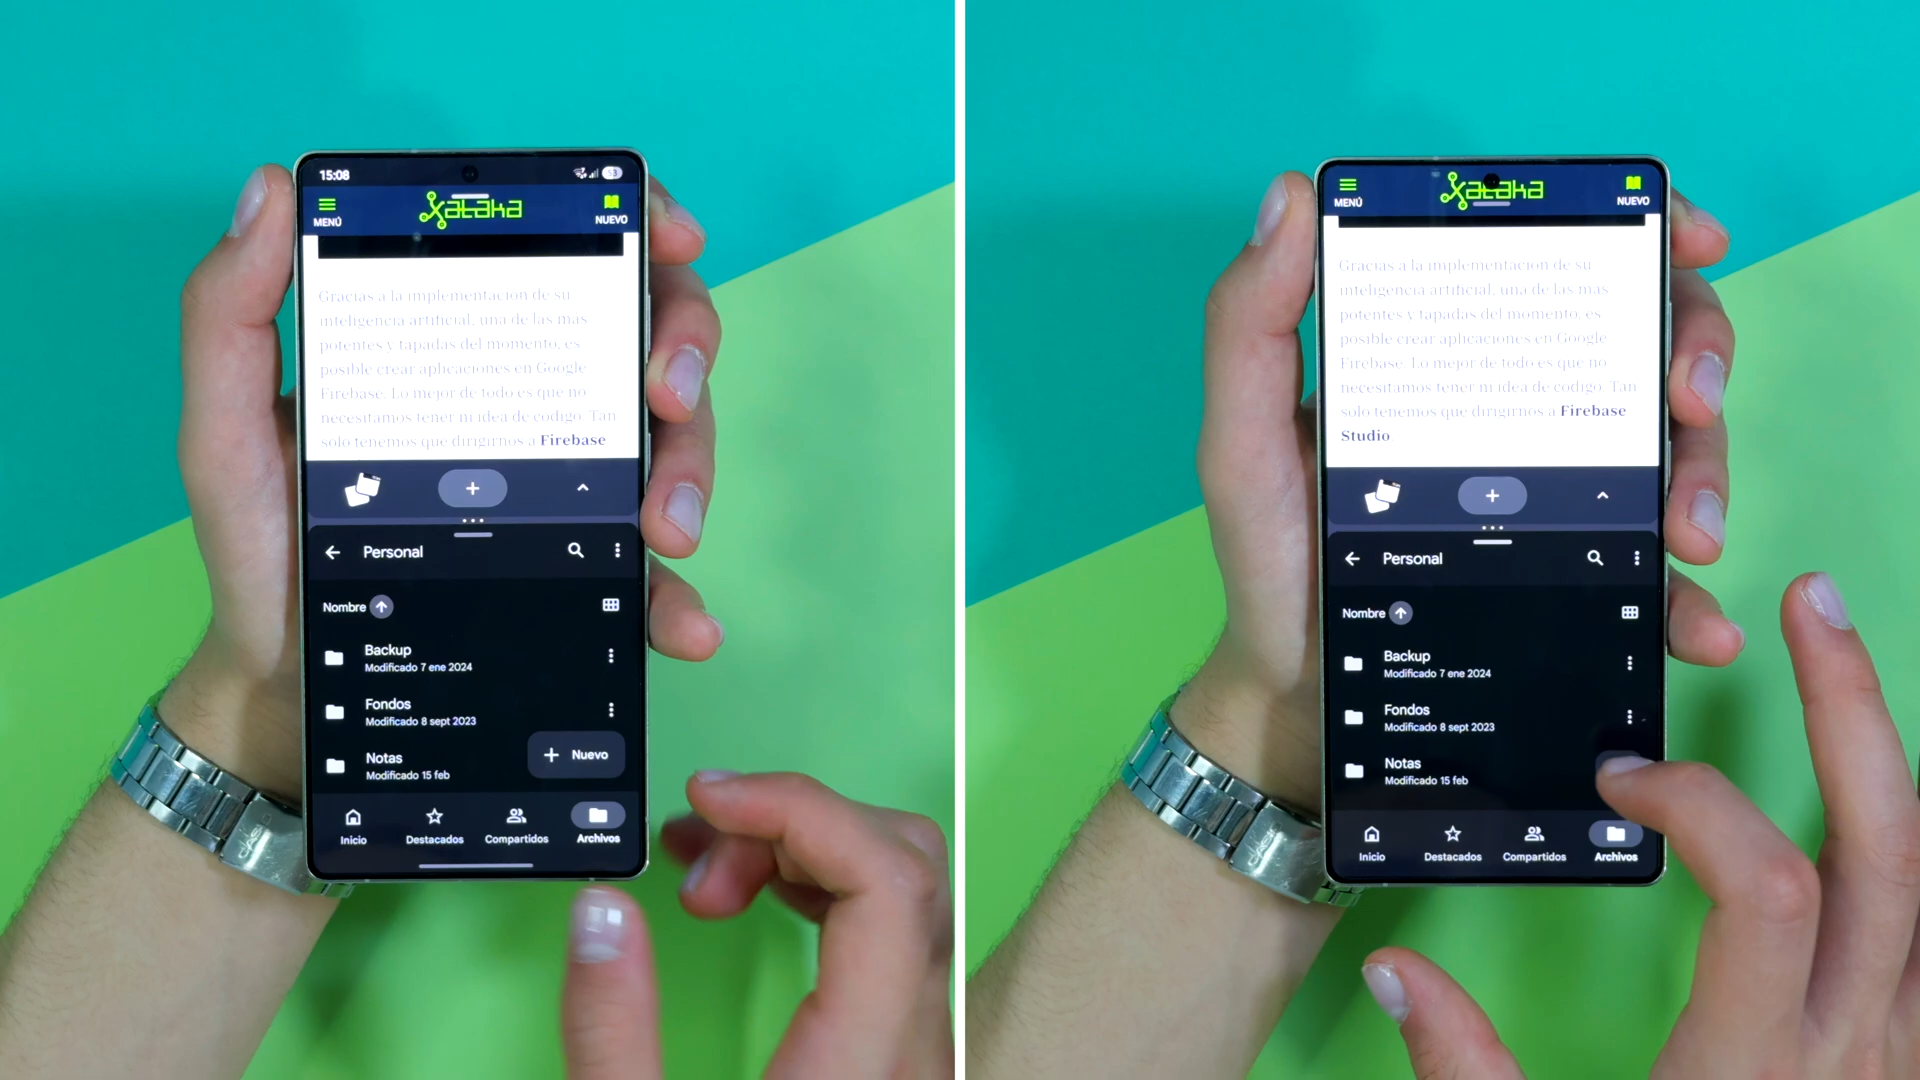 15:08
53
MENÚ
xataka
NUEVO
Gracias a la implementación de su
inteligencia artificial, una de las más
potentes y tapadas del momento, es
posible crear aplicaciones en Google
Firebase. Lo mejor de todo es que no
necesitamos tener ni idea de código. Tan
solo tenemos que dirigirnos a Firebase
Personal
Nombre
Backup
Modificado 7 ene 2024
Fondos
Modificado 8 sept 2023
Notas
Modificado 15 feb
+ Nuevo
Inicio
Destacados
Compartidos
Archivos
CASIO
MENÚ
xataka
NUEVO
Gracias a la implementación de su
inteligencia artificial, una de las más
potentes y tapadas del momento, es
posible crear aplicaciones en Google
Firebase. Lo mejor de todo es que no
necesitamos tener ni idea de código. Tan
solo tenemos que dirigirnos a Firebase
Studio
Personal
Nombre
Backup
Modificado 7 ene 2024
Fondos
Modificado 8 sept 2023
Notas
Modificado 15 feb
Inicio
Destacados
Compartidos
Archivos
CASIO